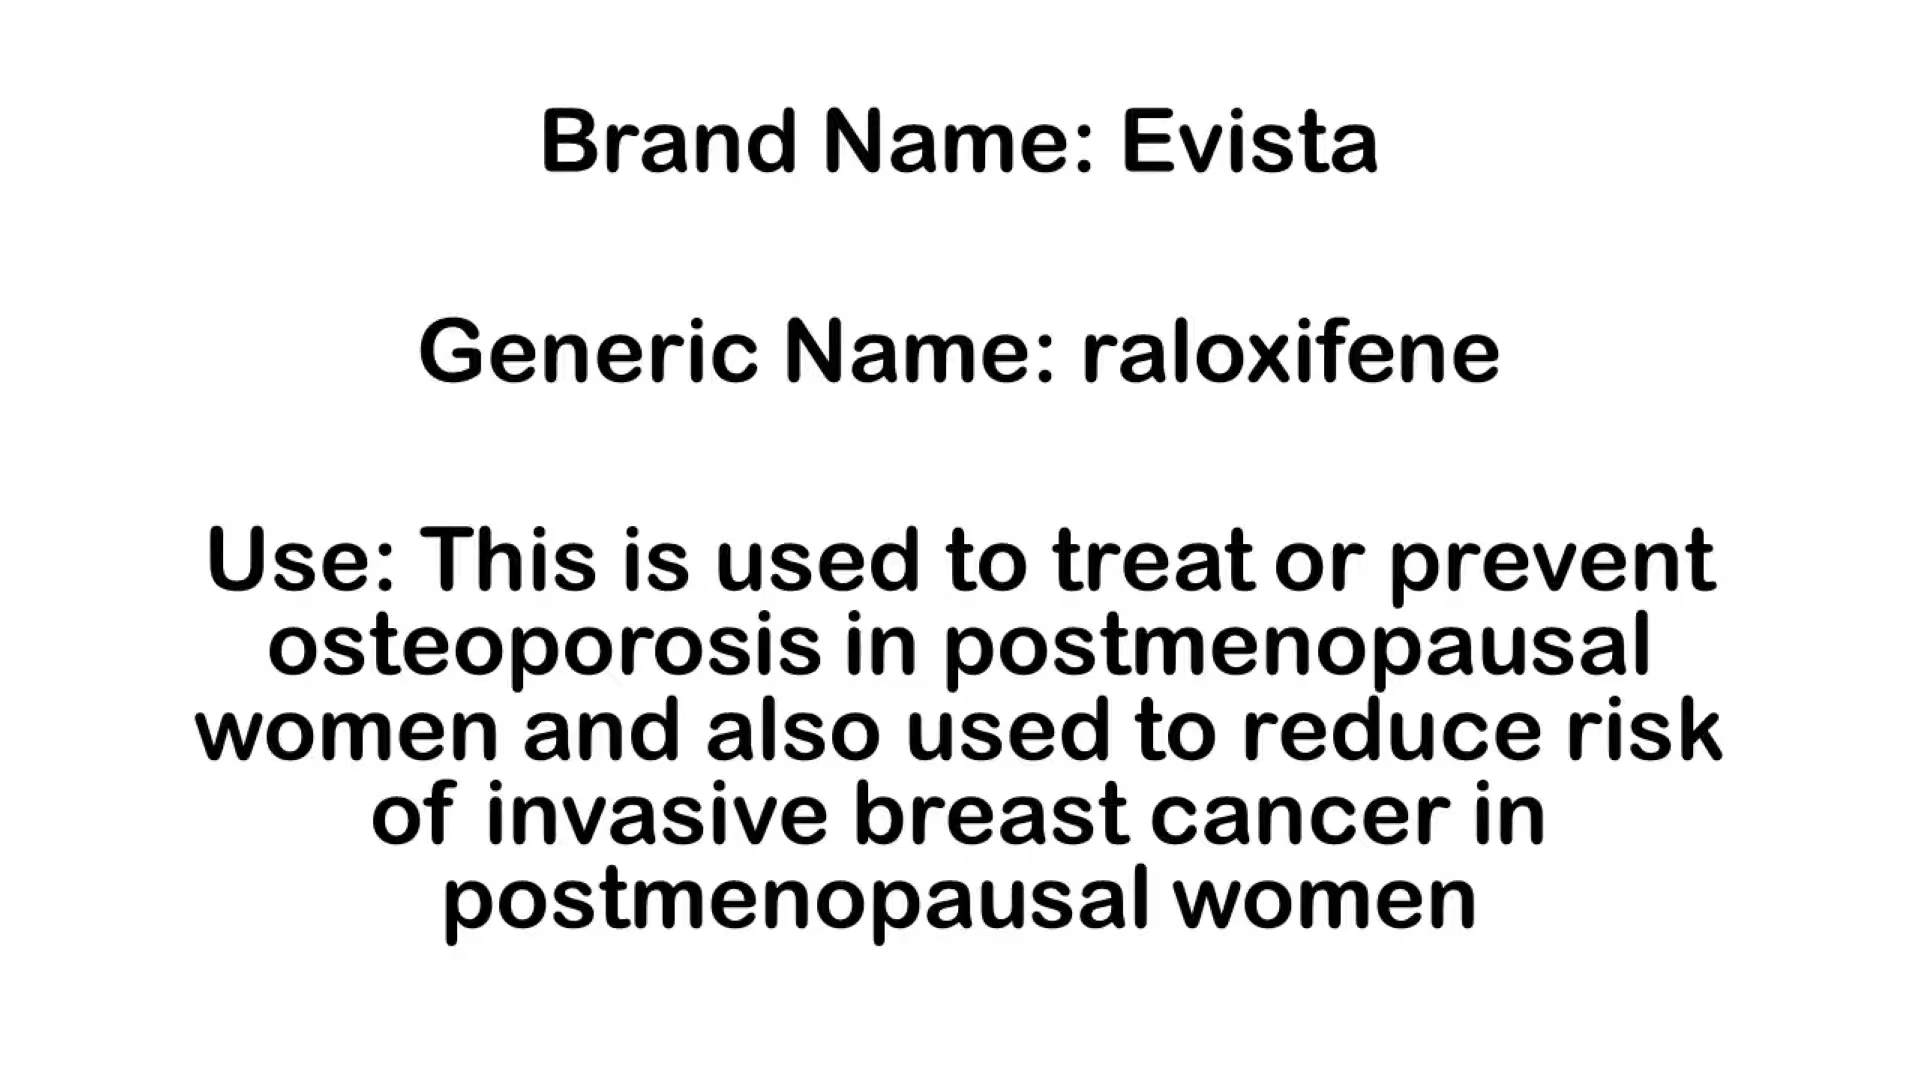 Brand Name: Evista
Generic Name: raloxifene
Use: This is used to treat or prevent
osteoporosis in postmenopausal
women and also used to reduce risk
of invasive breast cancer in
postmenopausal women